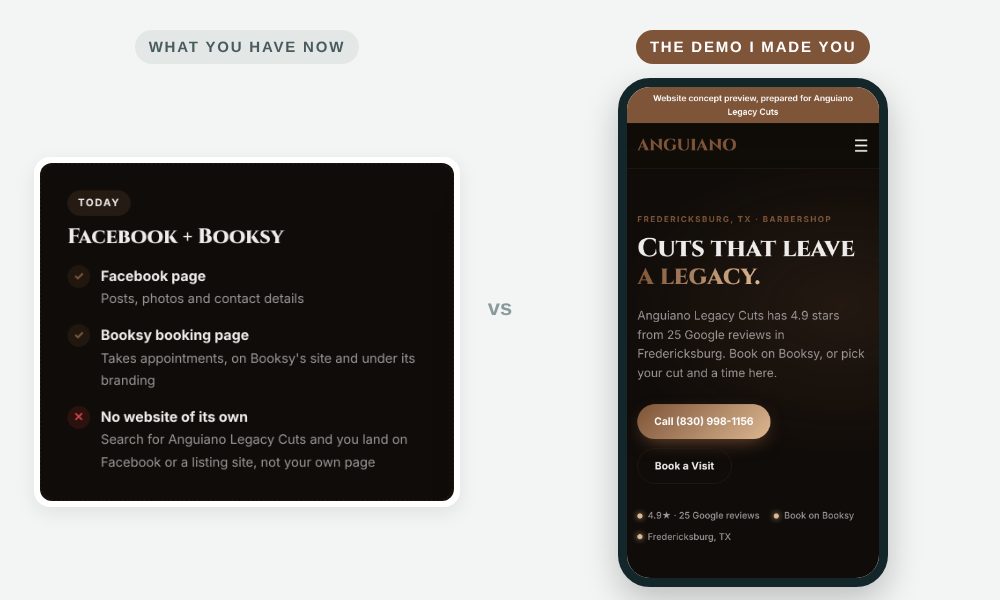 WHAT YOU HAVE NOW
TODAY
Facebook + Booksy
Facebook page
Posts, photos and contact details
Booksy booking page
Takes appointments, on Booksy's site and under its
branding
No website of its own
Search for Anguiano Legacy Cuts and you land on
Facebook or a listing site, not your own page
vs
THE DEMO I MADE YOU
Website concept preview, prepared for Anguiano
Legacy Cuts
ANGUIANO
FREDERICKSBURG, TX · BARBERSHOP
Cuts that leave
a legacy.
Anguiano Legacy Cuts has 4.9 stars
from 25 Google reviews in
Fredericksburg. Book on Booksy, or pick
your cut and a time here.
Call (830) 998-1156
Book a Visit
4.9★ · 25 Google reviews
Book on Booksy
Fredericksburg, TX